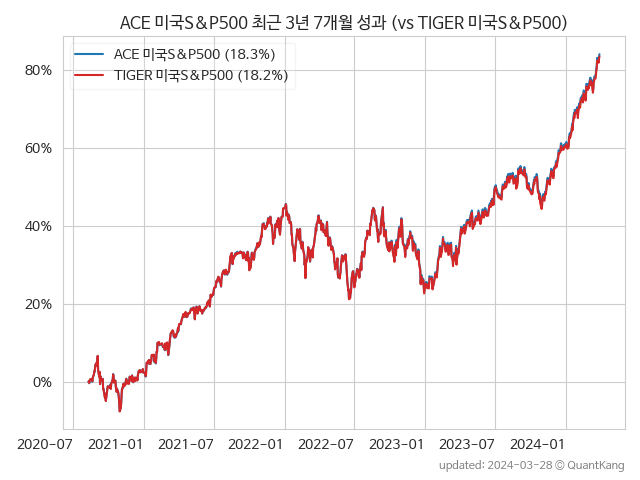 ACE 미국S&P500 최근 3년 7개월 성과 (vs TIGER 미국S&P500)
ACE 미국S&P500 (18.3%)
TIGER 미국S&P500 (18.2%)
80%
60%
40%
20%
0%
2020-07 2021-01 2021-07 2022-01 2022-07 2023-01 2023-07 2024-01
updated: 2024-03-28 © QuantKang